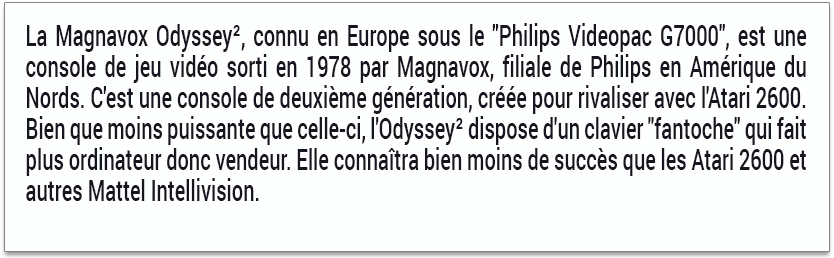 La Magnavox Odyssey², connu en Europe sous le "Philips Videopac G7000", est une
console de jeu vidéo sorti en 1978 par Magnavox, filiale de Philips en Amérique du
Nords. C'est une console de deuxième génération, créée pour rivaliser avec l'Atari 2600.
Bien que moins puissante que celle-ci, l'Odyssey² dispose d'un clavier "fantoche" qui fait
plus ordinateur donc vendeur. Elle connaîtra bien moins de succès que les Atari 2600 et
autres Mattel Intellivision.